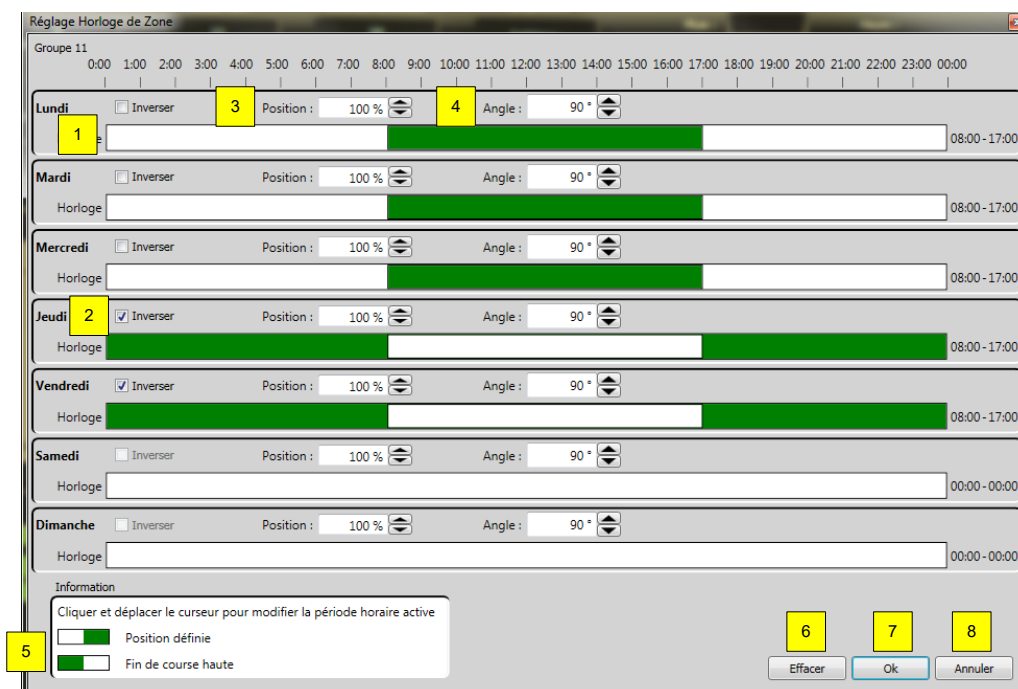 Réglage Horloge de Zone
Groupe 11
0:00 1:00 2:00 3:00 4:00 5:00 6:00 7:00 8:00 9:00 10:00 11:00 12:00 13:00 14:00 15:00 16:00 17:00 18:00 19:00 20:00 21:00 22:00 23:00 00:00
Lundi Inverser 3 Position : 100 % 4 Angle : 90 °
1 e 08:00 - 17:00
Mardi Inverser Position : 100 % Angle : 90 °
Horloge 08:00 - 17:00
Mercredi Inverser Position : 100 % Angle : 90 °
Horloge 08:00 - 17:00
Jeudi 2 Inverser Position : 100 % Angle : 90 °
Horloge 08:00 - 17:00
Vendredi Inverser Position : 100 % Angle : 90 °
Horloge 08:00 - 17:00
Samedi Inverser Position : 100 % Angle : 90 °
Horloge 00:00 - 00:00
Dimanche Inverser Position : 100 % Angle : 90 °
Horloge 00:00 - 00:00
Information
Cliquer et déplacer le curseur pour modifier la période horaire active
Position définie
5 Fin de course haute
6 7 8
Effacer Ok Annuler